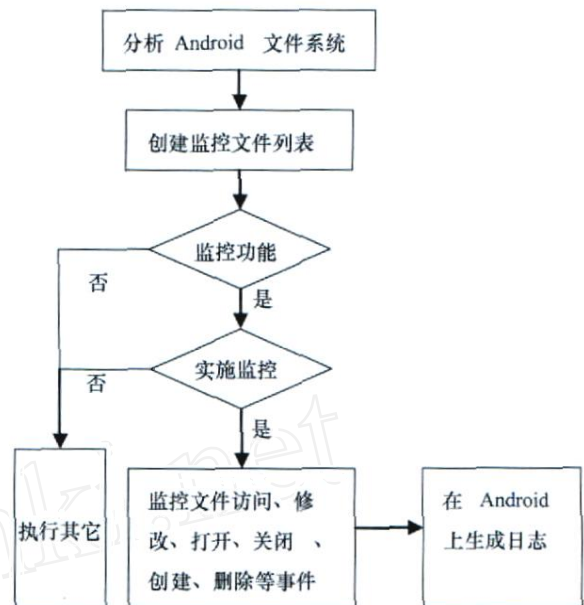 分析 Android 文件系统
创建监控文件列表
监控功能
否
是
实施监控
否
是
执行其它
监控文件访问、修
改、打开、关闭 、
创建、删除等事件
在 Android
上生成日志